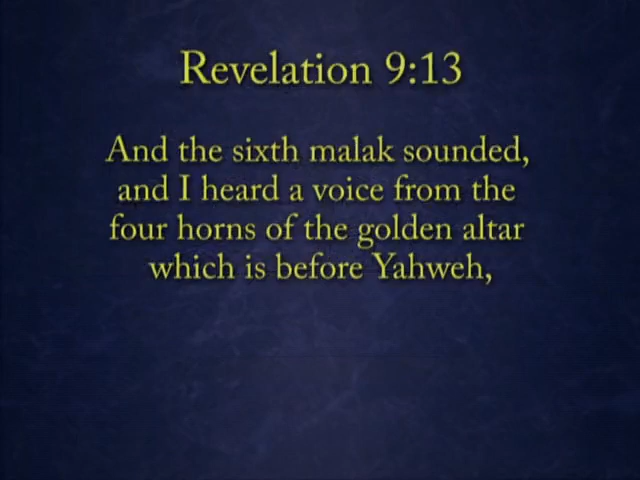 Revelation 9:13
And the sixth malak sounded,
and I heard a voice from the
four horns of the golden altar
which is before Yahweh,